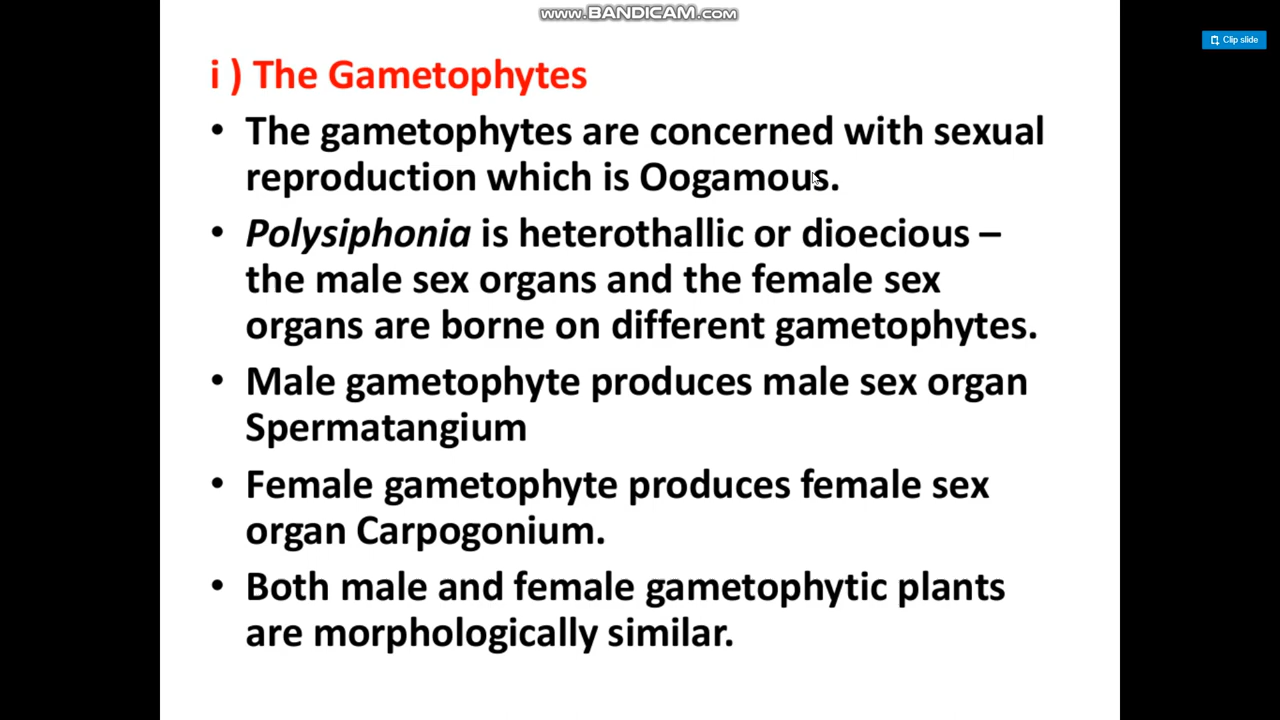 www.BANDICAM.com
Clip slide
i ) The Gametophytes
• The gametophytes are concerned with sexual
reproduction which is Oogamous.
• Polysiphonia is heterothallic or dioecious –
the male sex organs and the female sex
organs are borne on different gametophytes.
• Male gametophyte produces male sex organ
Spermatangium
• Female gametophyte produces female sex
organ Carpogonium.
• Both male and female gametophytic plants
are morphologically similar.